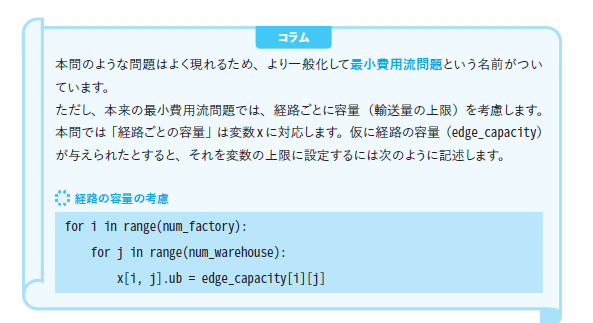 コラム
本問のような問題はよく現れるため、より一般化して最小費用流問題という名前がつい
ています。
ただし、本来の最小費用流問題では、経路ごとに容量（輸送量の上限）を考慮します。
本問では「経路ごとの容量」は変数xに対応します。仮に経路の容量（edge_capacity）
が与えられたとすると、それを変数の上限に設定するには次のように記述します。
経路の容量の考慮
for i in range(num_factory):
    for j in range(num_warehouse):
        x[i, j].ub = edge_capacity[i][j]